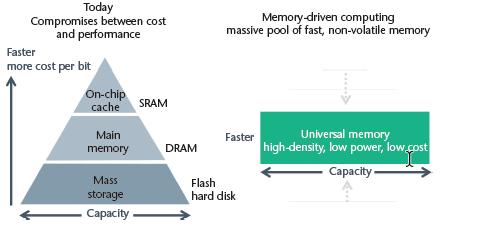 Today
Compromises between cost
and performance
Faster
more cost per bit
On-chip
cache
SRAM
Main
memory
DRAM
Mass
storage
Flash
hard disk
Capacity
Memory-driven computing
massive pool of fast, non-volatile memory
Faster
Universal memory
high-density, low power, low cost
Capacity